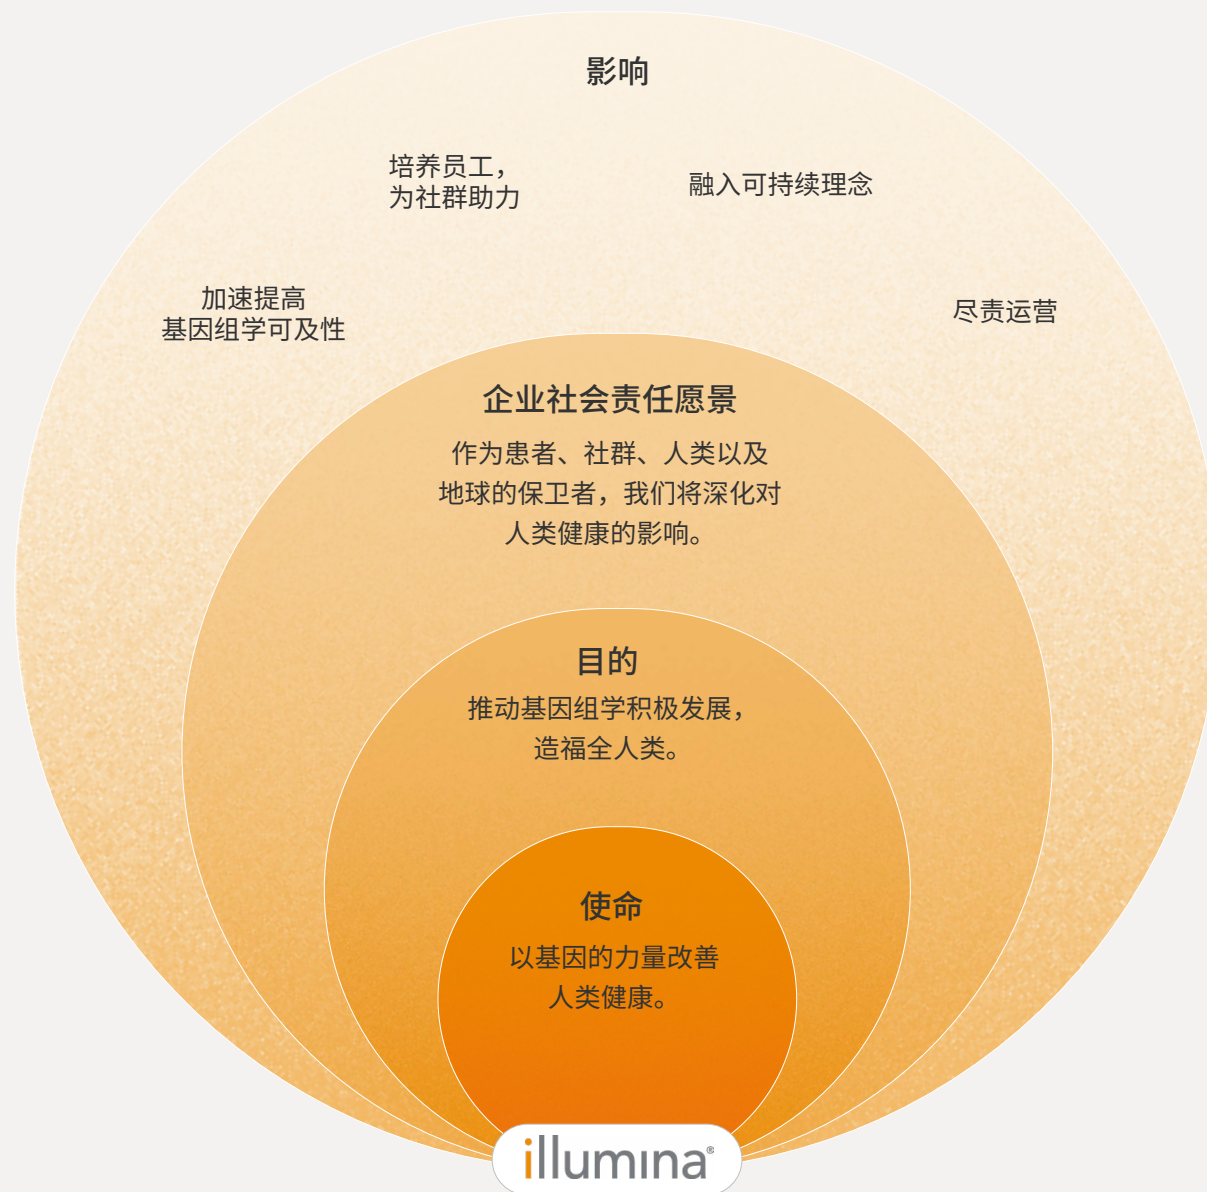 影响
培养员工，
为社群助力
融入可持续理念
加速提高
基因组学可及性
尽责运营
企业社会责任愿景
作为患者、社群、人类以及
地球的保卫者，我们将深化对
人类健康的影响。
目的
推动基因组学积极发展，
造福全人类。
使命
以基因的力量改善
人类健康。
illumina®